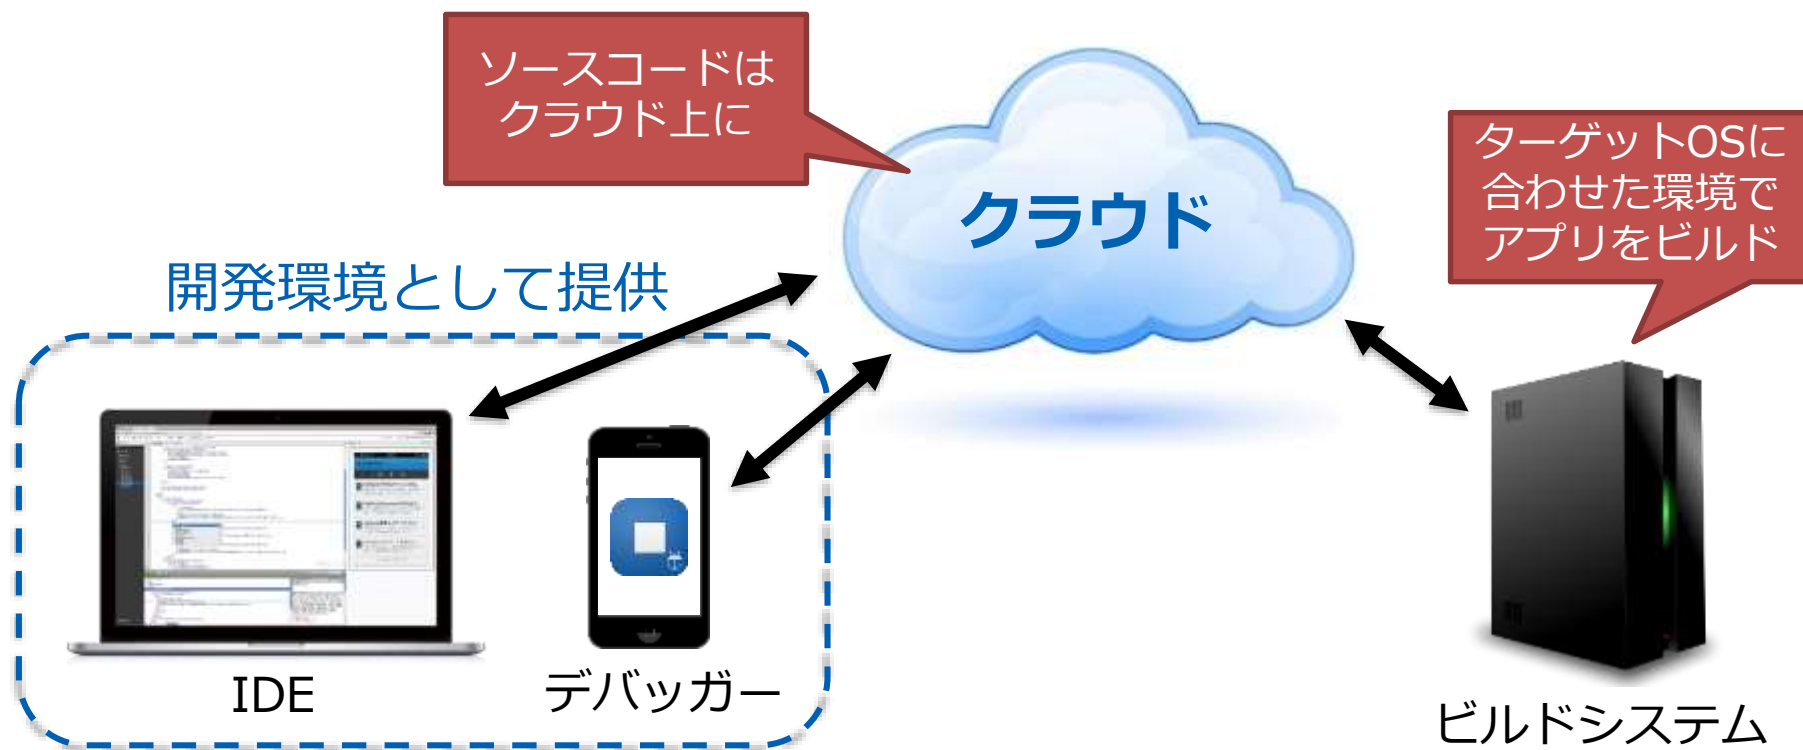 ソースコードは
クラウド上に
クラウド
ターゲットOSに
合わせた環境で
アプリをビルド
開発環境として提供
IDE
デバッガー
ビルドシステム